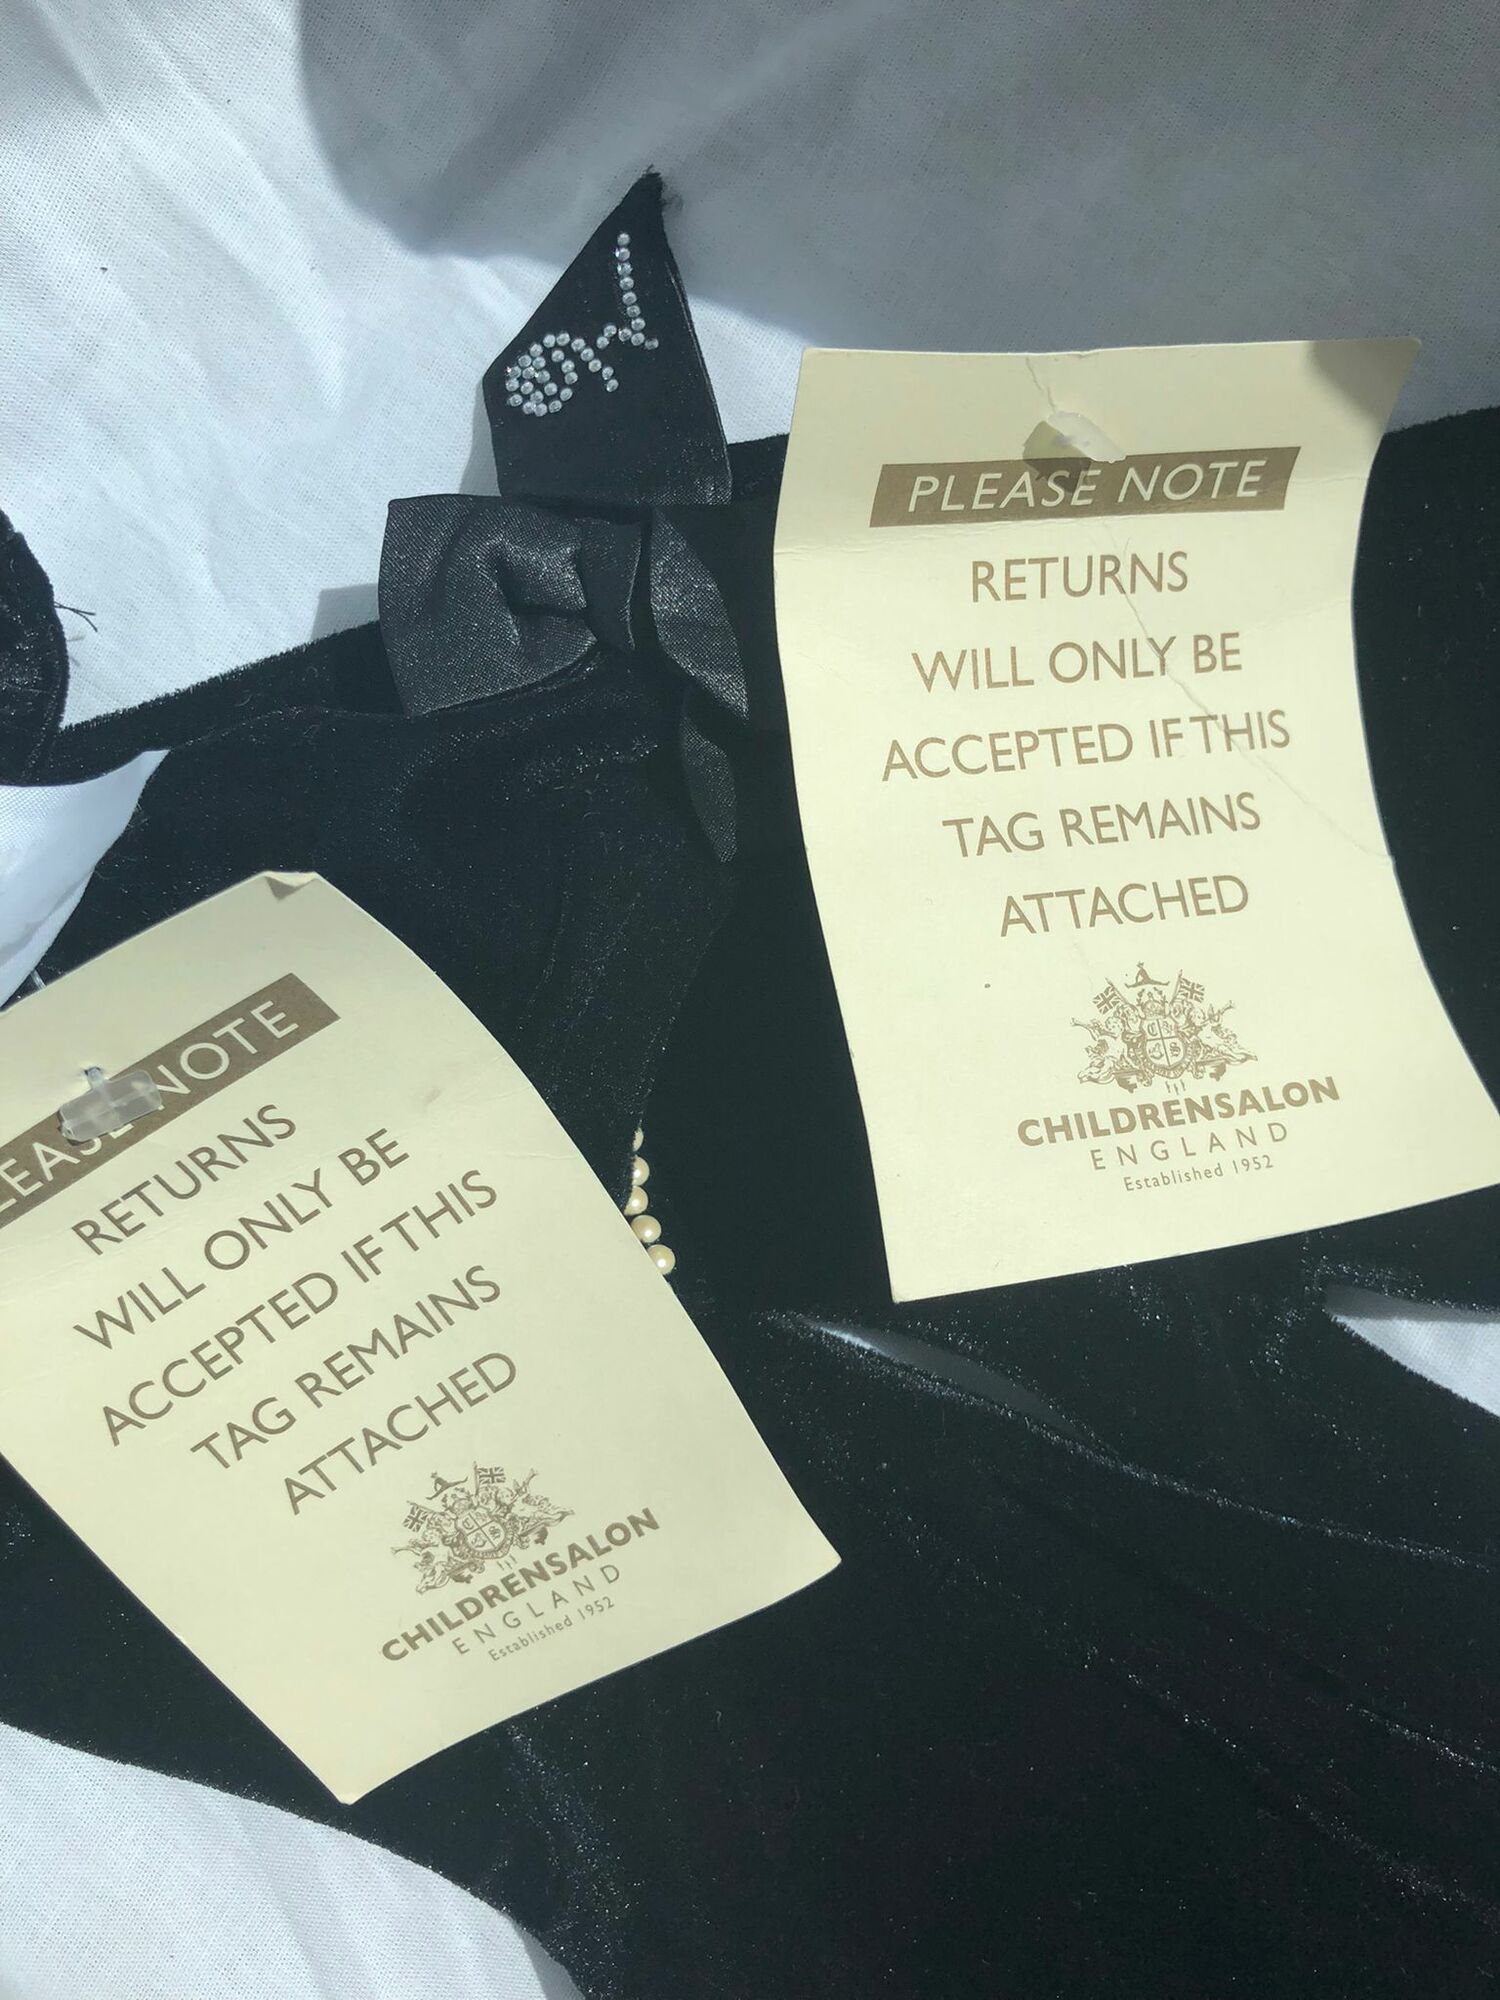 PLEASE NOTE
RETURNS
WILL ONLY BE
ACCEPTED IF THIS
TAG REMAINS
ATTACHED
CHILDRENSALON
ENGLAND
Established 1952
NOTE
RETURNS
WILL ONLY BE
ACCEPTED IF THIS
TAG REMAINS
ATTACHED
CHILDRENSALON
ENGLAND
Established 1952